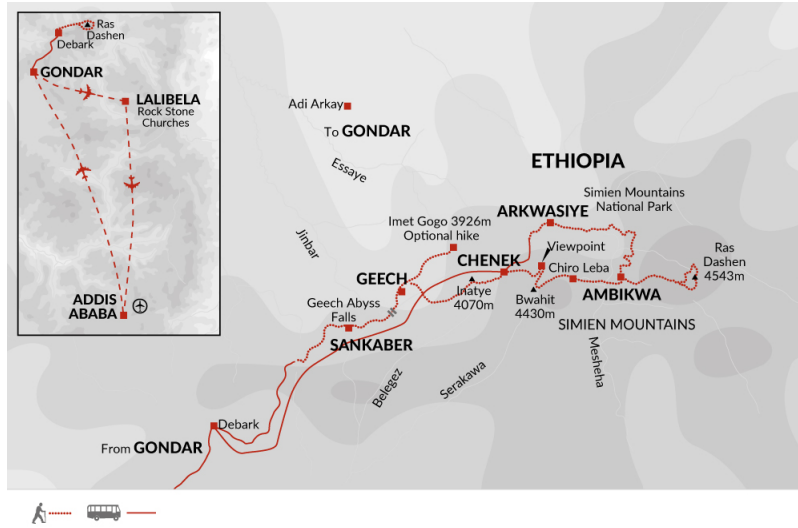 Ras
Dashen
Debark
GONDAR
LALIBELA
Rock Stone
Churches
ADDIS
ABABA
Adi Arkay
To GONDAR
Essaye
ETHIOPIA
Simien Mountains
National Park
ARKWASIYE
Imet Gogo 3926m
Optional hike
Jinbar
Viewpoint
CHENEK
Ras
Dashen
4543m
Chiro Leba
GEECH
Inatye
4070m
AMBIKWA
Bwahit
4430m
Geech Abyss
Falls
SIMIEN MOUNTAINS
SANKABER
Mesheha
Serakawa
Belegez
Debark
From GONDAR